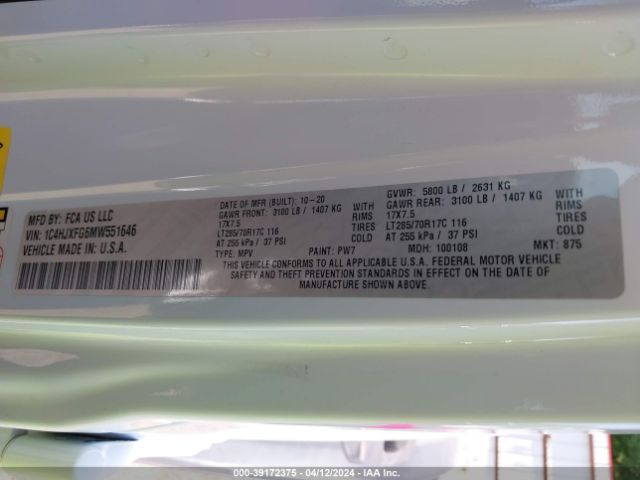 MFD BY: FCA US LLC
VIN: 1C4HJXFG6MW551646
VEHICLE MADE IN U.S.A.
DATE OF MFR (BUILT): 10-20
GAWR FRONT: 3100 LB / 1407 KG WITH
17X7.5 RIMS
LT285/70R17C 116 TIRES
AT 255 kPa / 37 PSI COLD
GVWR: 5800 LB / 2631 KG
GAWR REAR: 3100 LB / 1407 KG WITH
17X7.5 RIMS
LT285/70R17C 116 TIRES
AT 255 kPa / 37 PSI COLD
TYPE: MPV PAINT: PW7 MDH: 100108 MKT: 875
THIS VEHICLE CONFORMS TO ALL APPLICABLE U.S.A. FEDERAL MOTOR VEHICLE
SAFETY AND THEFT PREVENTION STANDARDS IN EFFECT ON THE DATE OF
MANUFACTURE SHOWN ABOVE.
000-39172375 - 04/12/2024 - IAA Inc.